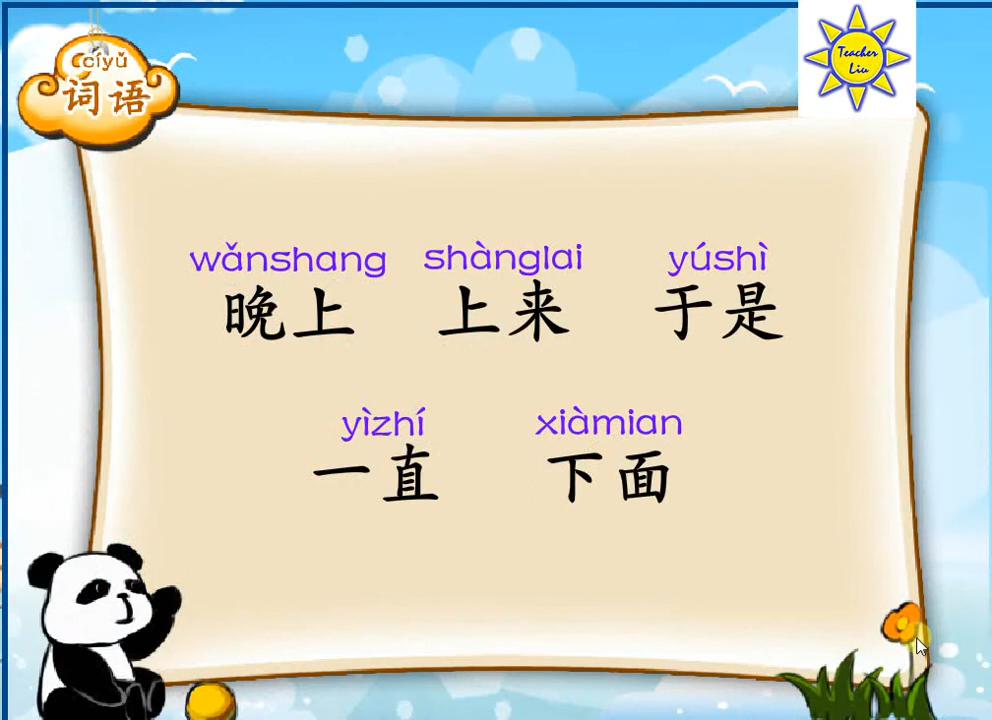 cíyǔ
词语
Teacher
Liu
wǎnshang shànglai yúshì
晚上 上来 于是
yìzhí xiàmian
一直 下面